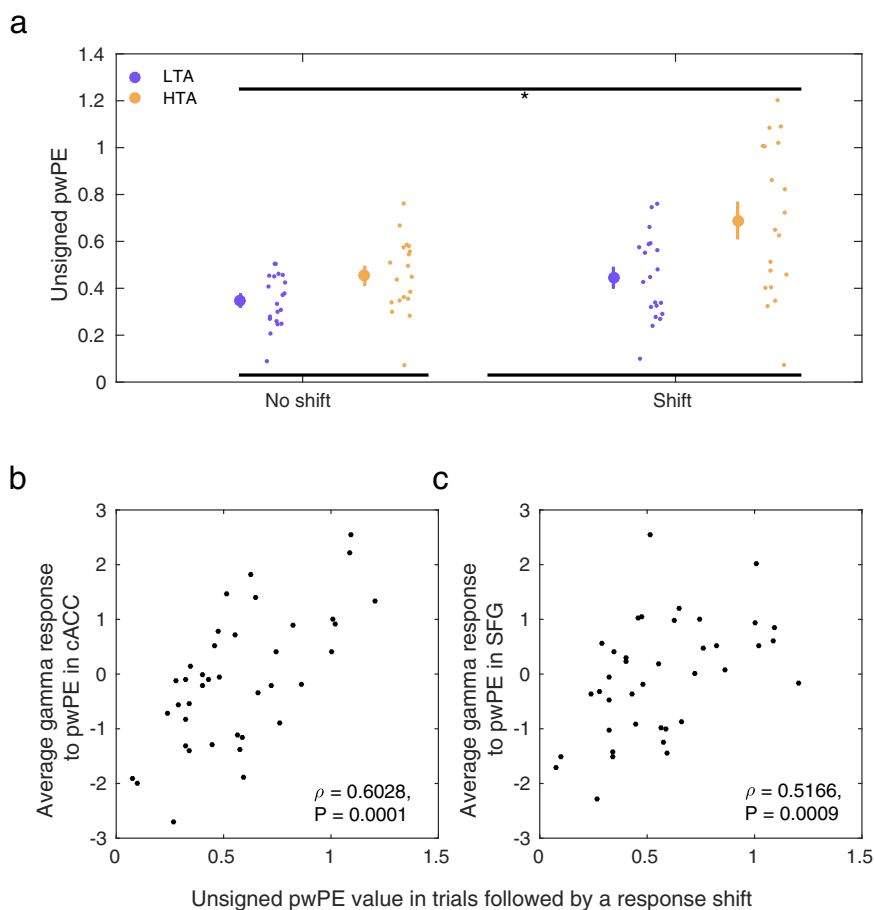 a
1.4
1.2
1
0.8
0.6
0.4
0.2
0
Unsigned pwPE
LTA
HTA
*
No shift
Shift
b
3
2
1
0
-1
-2
-3
Average gamma response
to pwPE in cACC
ρ = 0.6028,
P = 0.0001
0
0.5
1
1.5
c
3
2
1
0
-1
-2
-3
Average gamma response
to pwPE in SFG
ρ = 0.5166,
P = 0.0009
0
0.5
1
1.5
Unsigned pwPE value in trials followed by a response shift